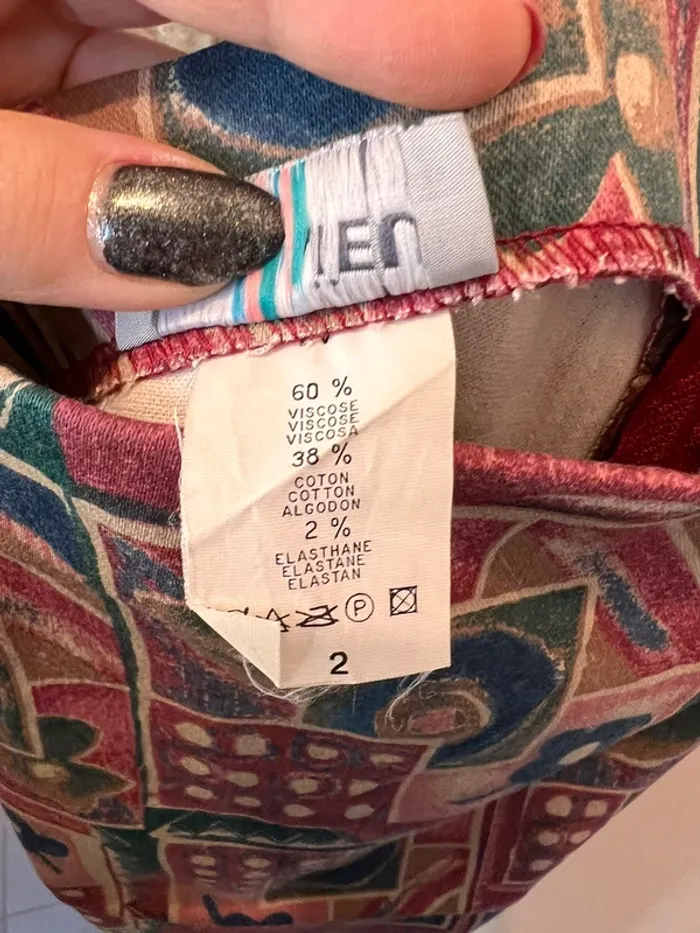 60 %
VISCOSE
VISCOSE
VISCOSA
38 %
COTON
COTTON
ALGODON
2 %
ELASTHANE
ELASTANE
ELASTAN
P
2